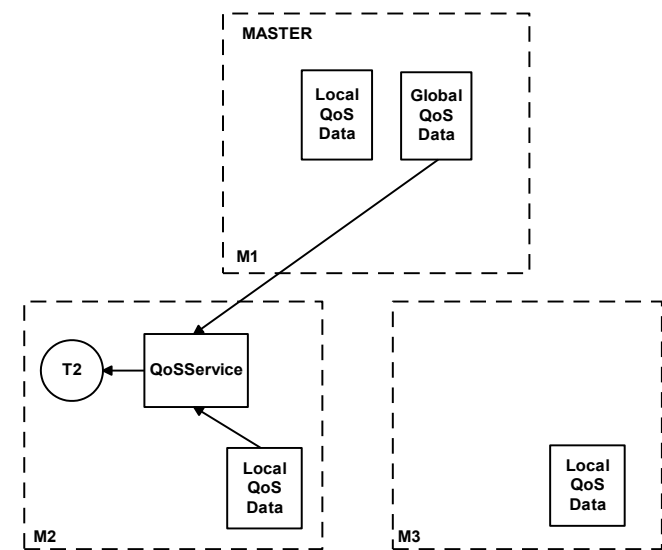 MASTER
Local
QoS
Data
Global
QoS
Data
M1
T2
QoSService
Local
QoS
Data
M2
Local
QoS
Data
M3